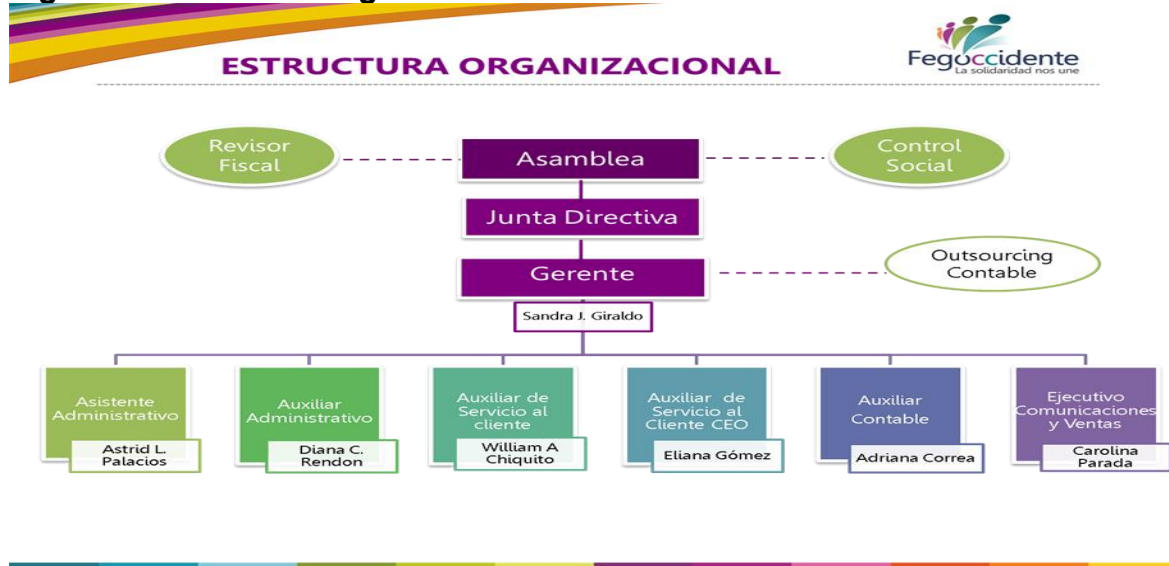 ESTRUCTURA ORGANIZACIONAL
Fegoccidente
La solidaridad nos une
Revisor
Fiscal
Asamblea
Control
Social
Junta Directiva
Gerente
Outsourcing
Contable
Sandra J. Giraldo
Asistente
Administrativo
Astrid L.
Palacios
Auxiliar
Administrativo
Diana C.
Rendon
Auxiliar de
Servicio al
cliente
William A
Chiquito
Auxiliar de
Servicio al
Cliente CEO
Eliana Gómez
Auxiliar
Contable
Adriana Correa
Ejecutivo
Comunicaciones
y Ventas
Carolina
Parada